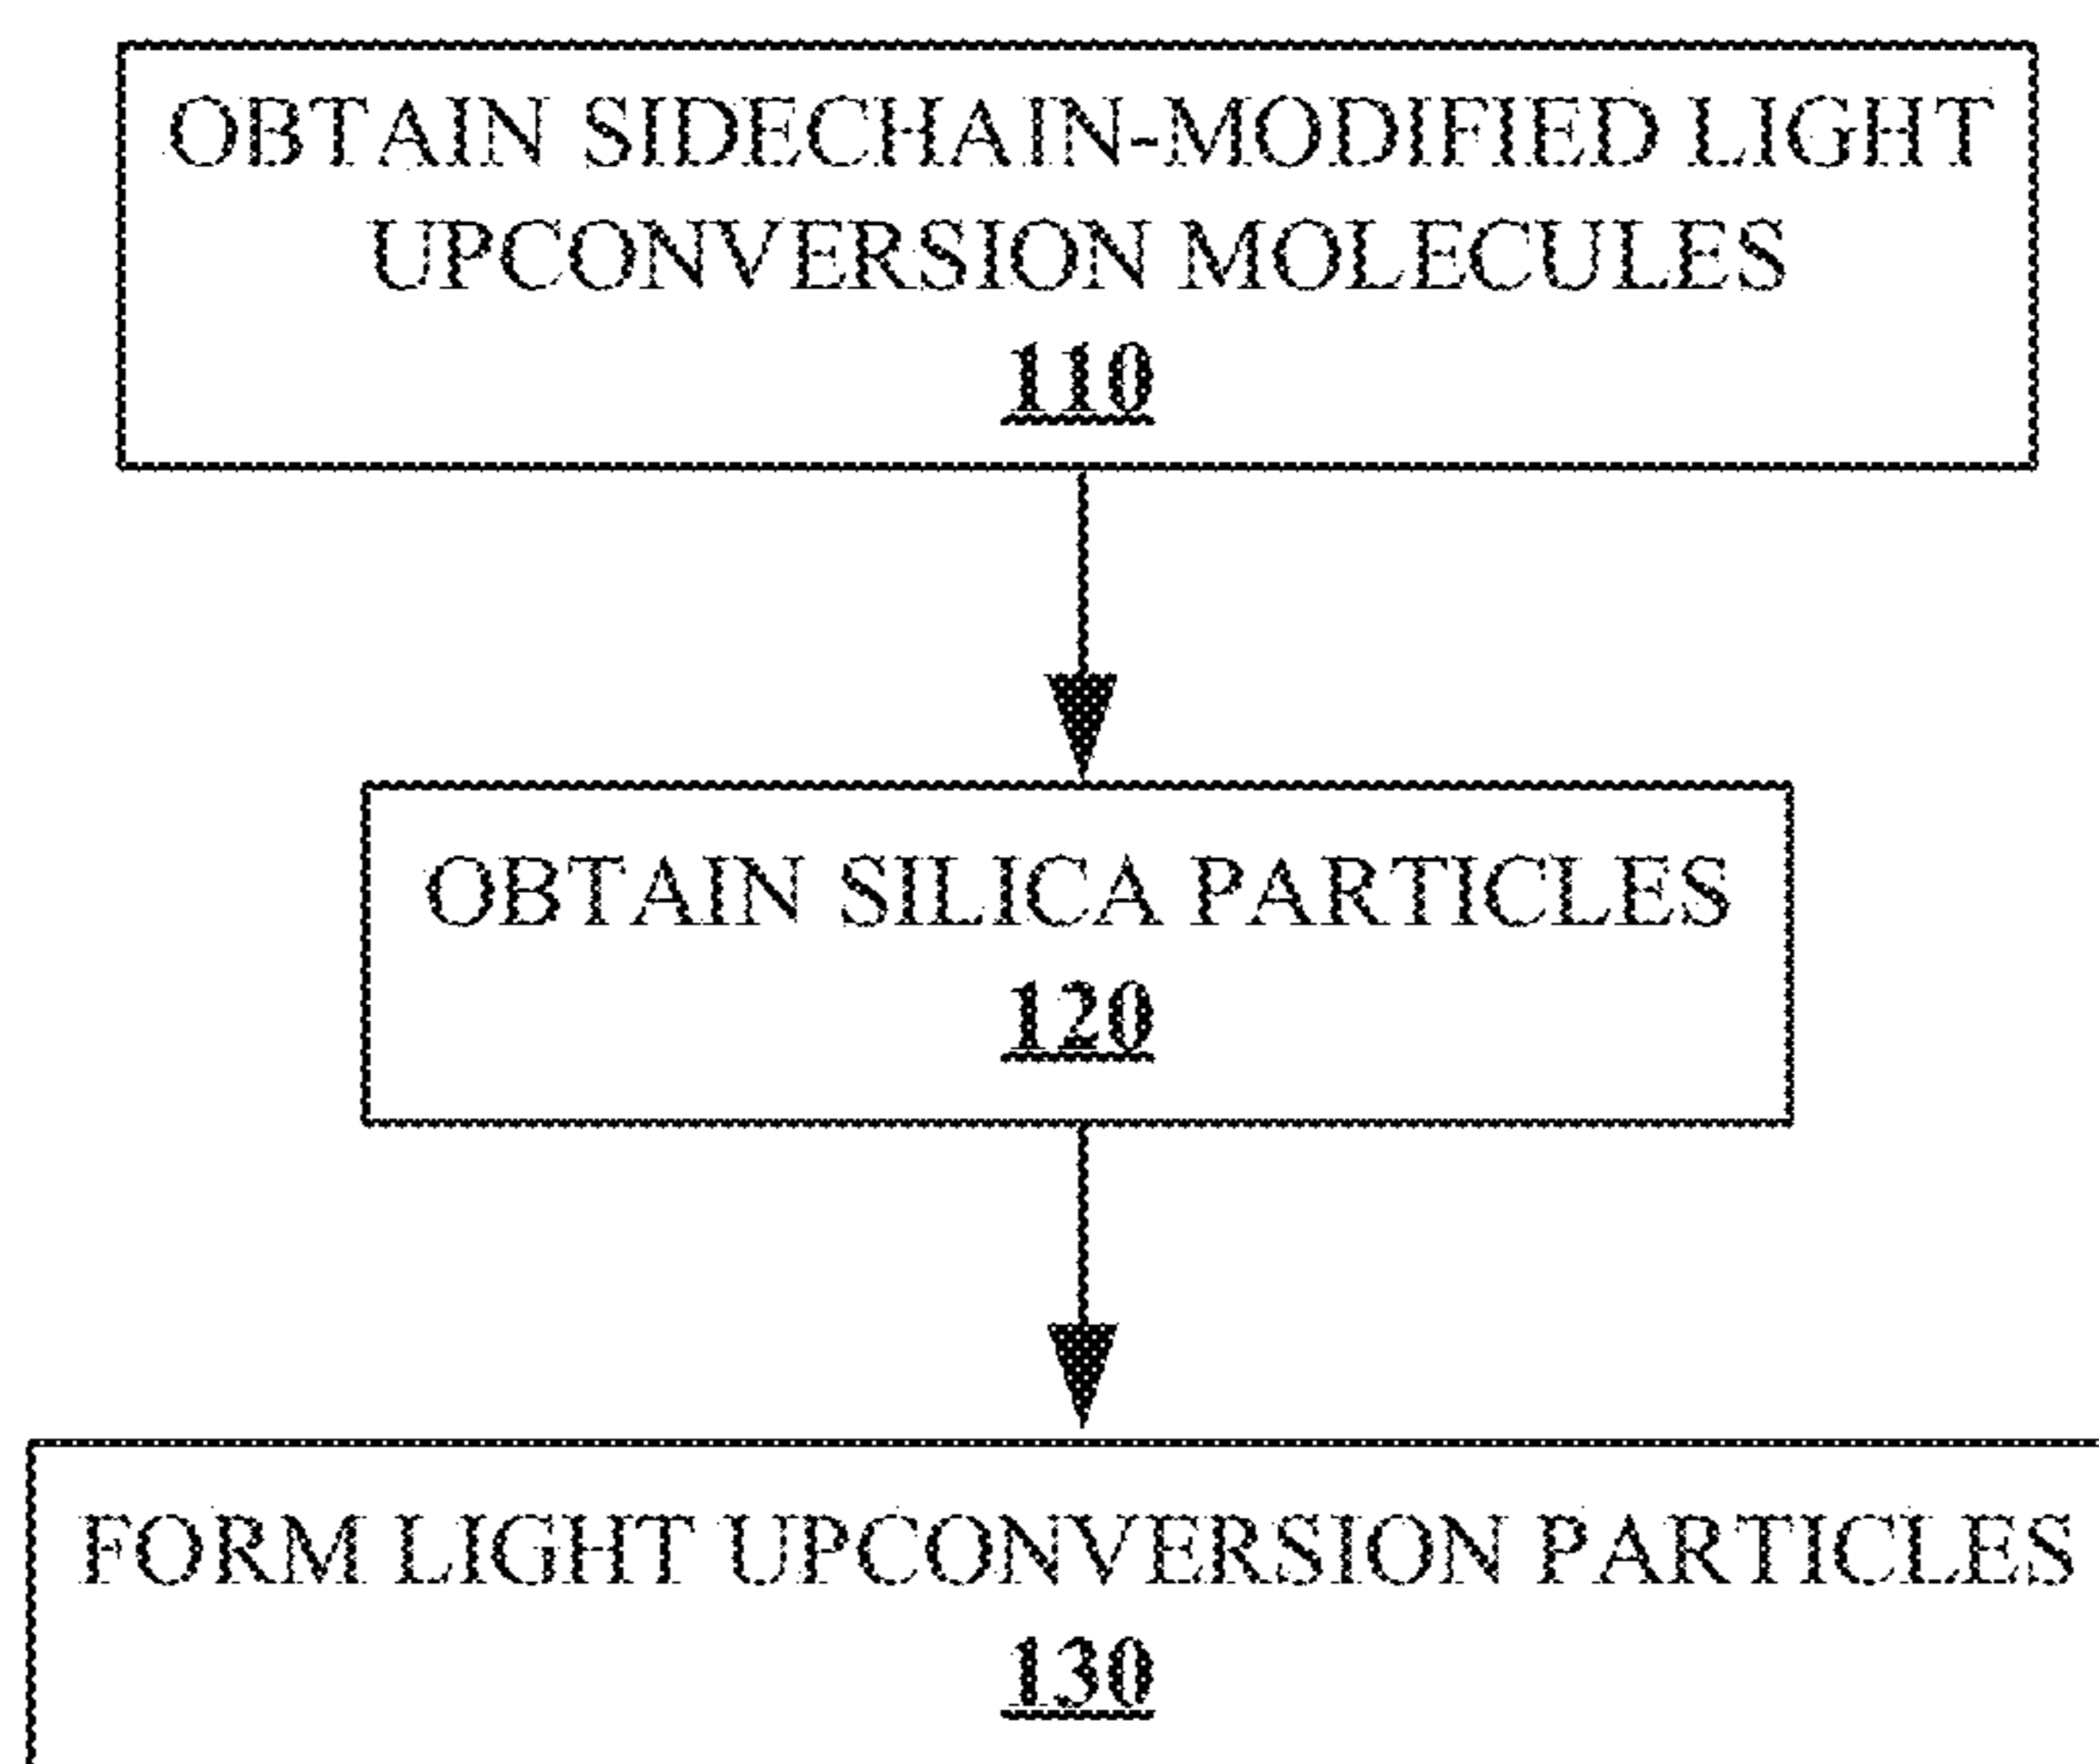 OBTAIN SIDECHAIN-MODIFIED LIGHT
UPCONVERSION MOLECULES
110
OBTAIN SILICA PARTICLES
120
FORM LIGHT UPCONVERSION PARTICLES
130